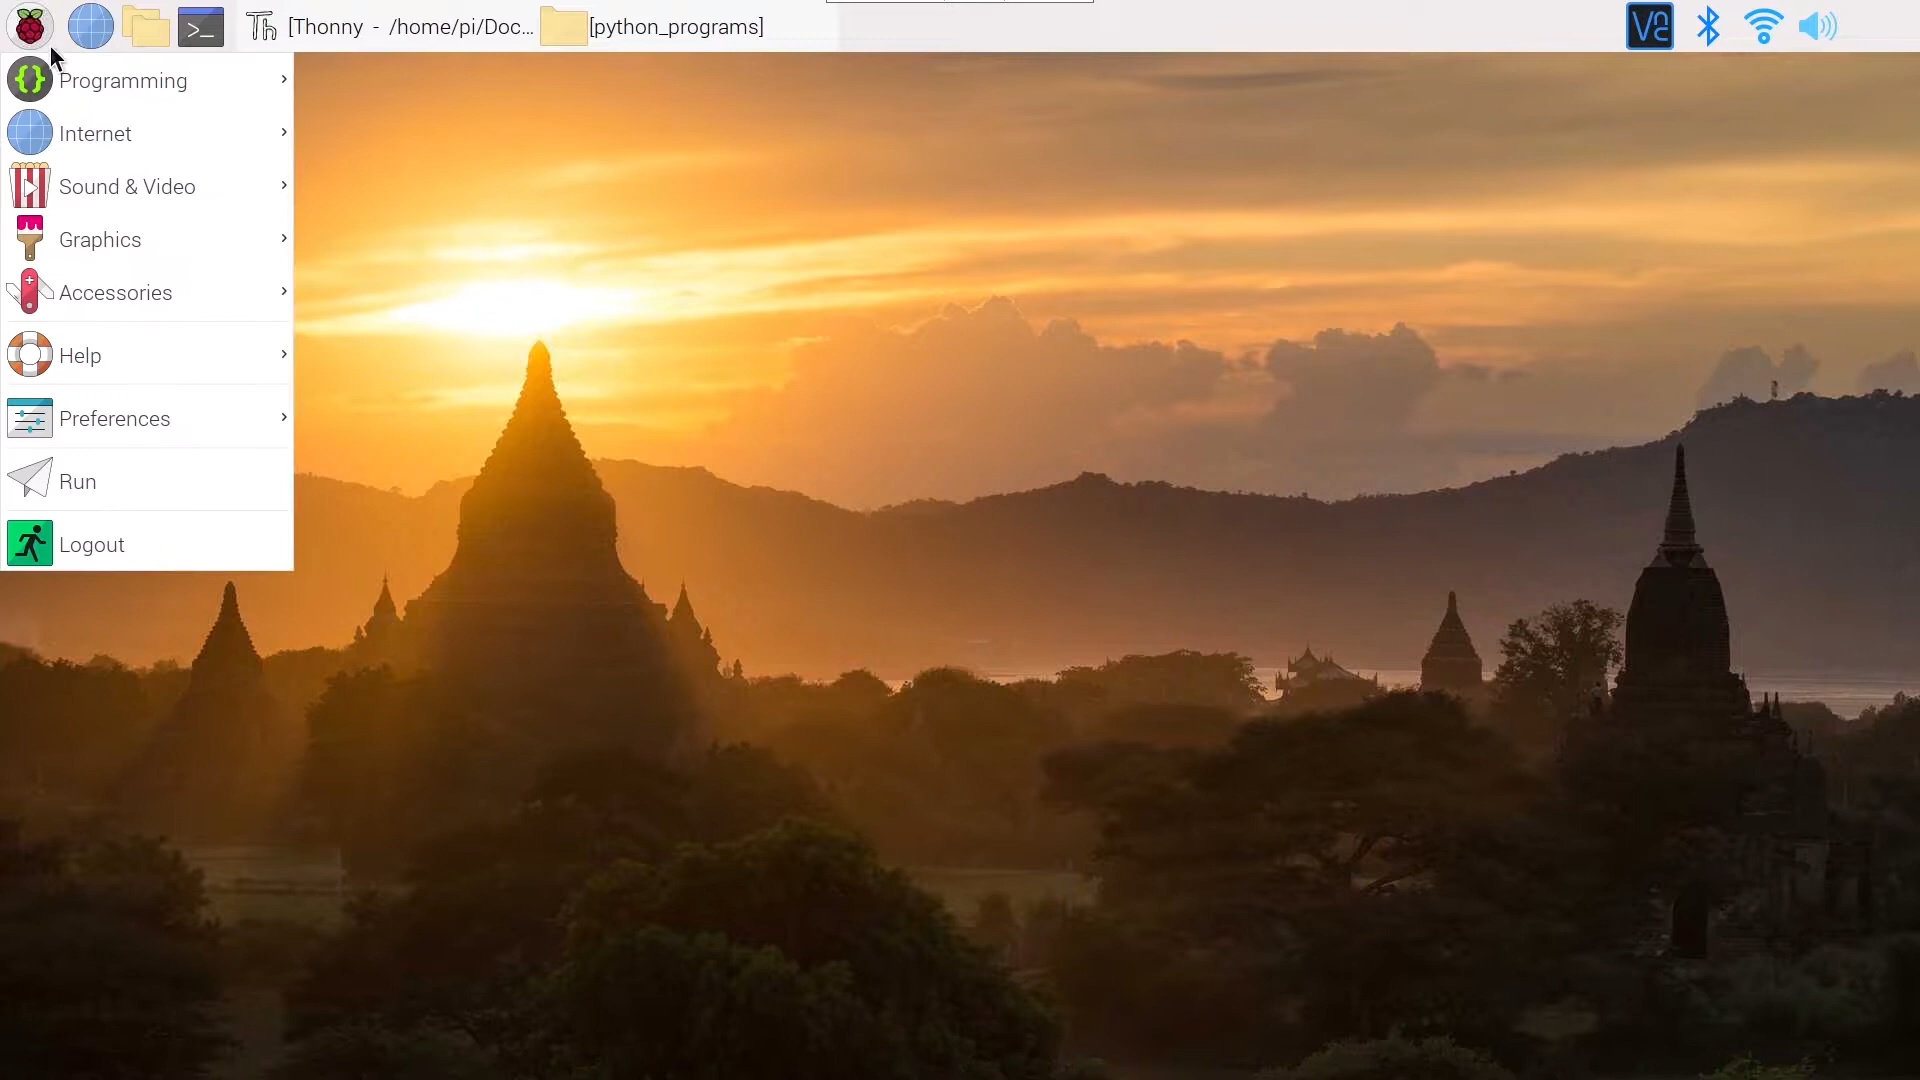 [Thonny - /home/pi/Doc... [python_programs]
Programming
Internet
Sound & Video
Graphics
Accessories
Help
Preferences
Run
Logout